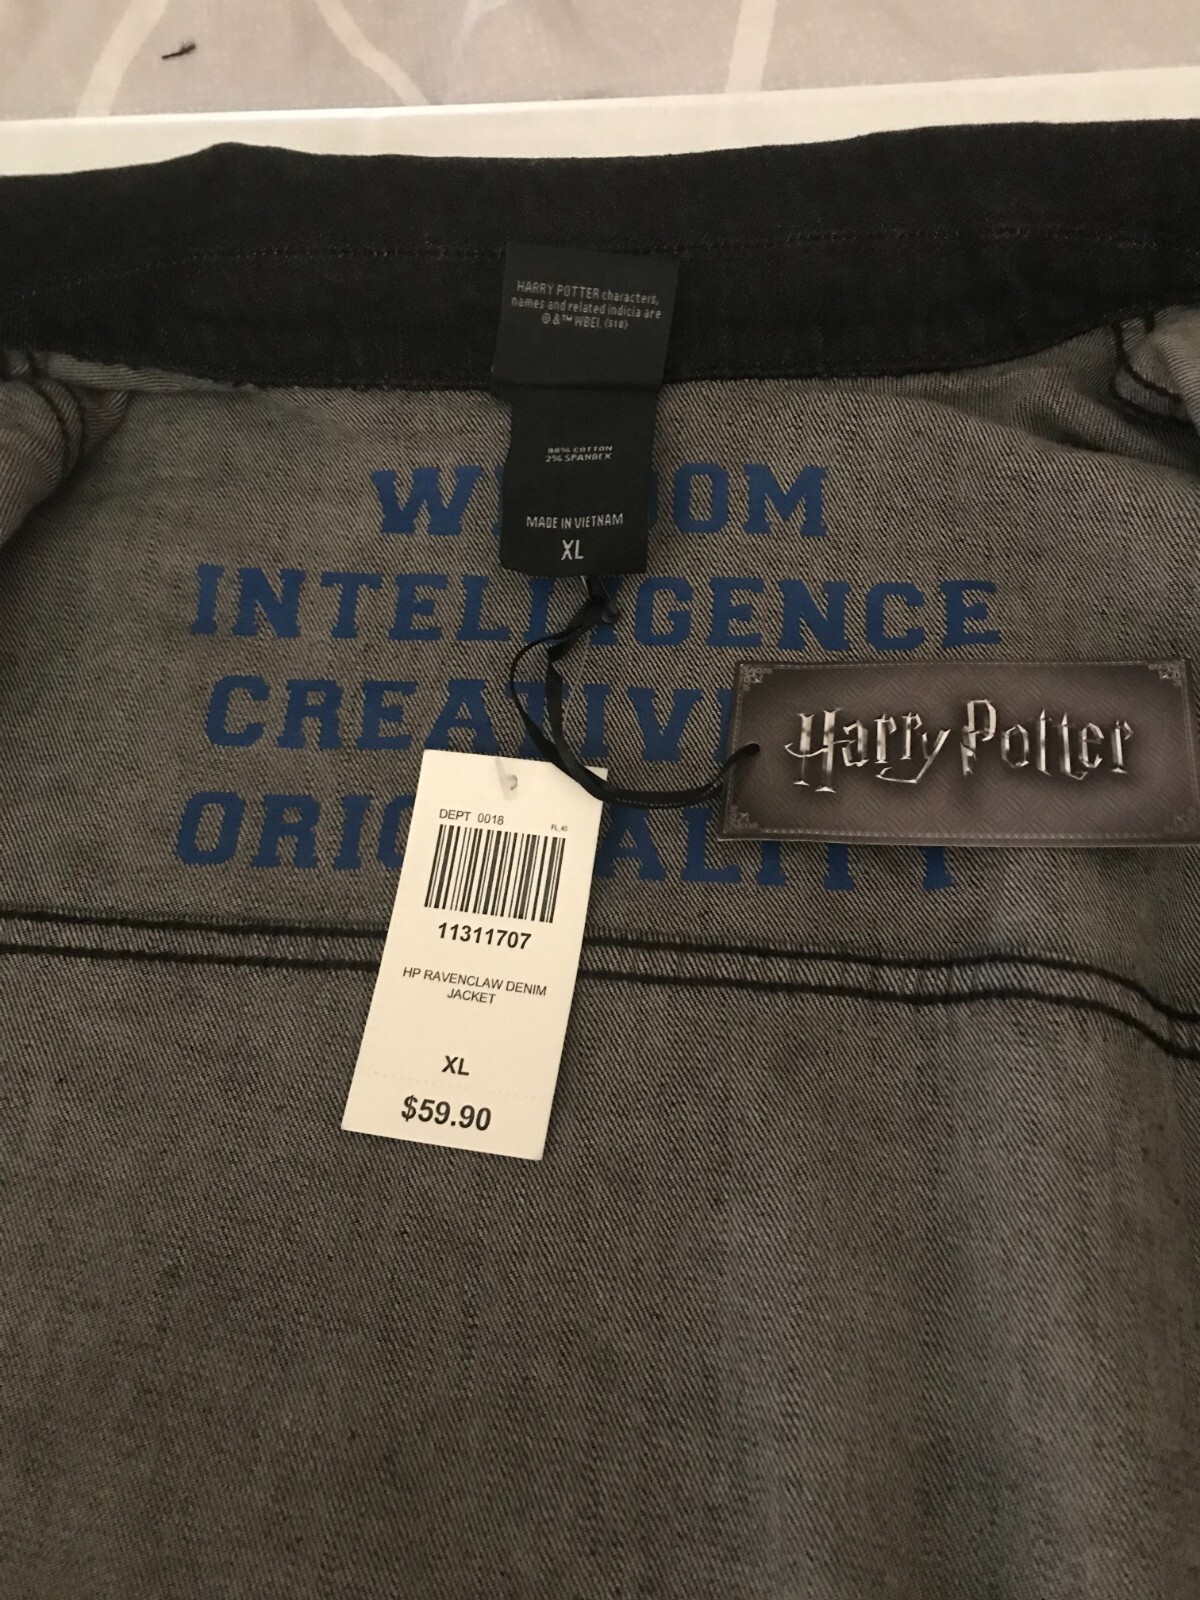 HARRY POTTER characters,
names and related indicia are
© & ™ WBEI. (s18)
98% COTTON
2% SPANDEX
MADE IN VIETNAM
XL
INTELLIGENCE
Harry Potter
DEPT 0018
11311707
HP RAVENCLAW DENIM
JACKET
XL
$59.90